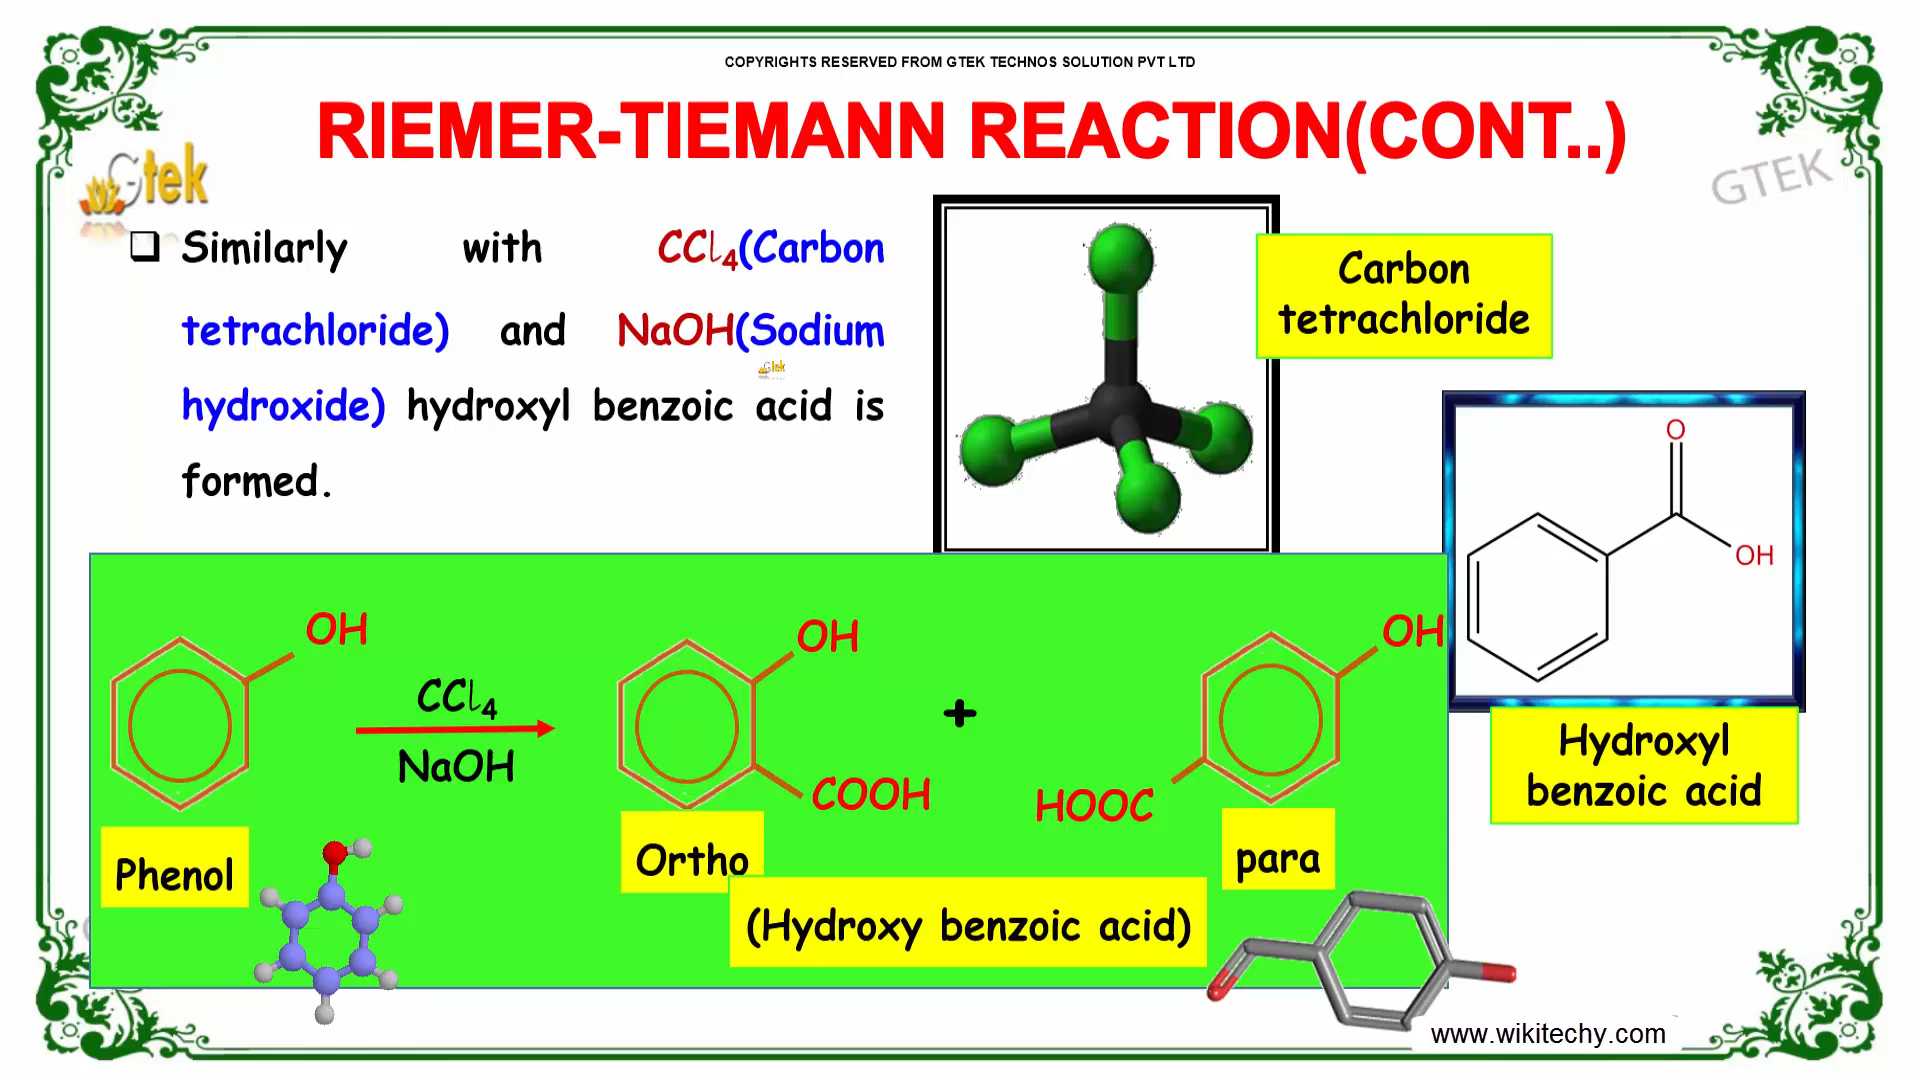 COPYRIGHTS RESERVED FROM GTEK TECHNOS SOLUTION PVT LTD
RIEMER-TIEMANN REACTION(CONT..)
Gtek
GTEK
❑ Similarly with CCl₄(Carbon
tetrachloride) and NaOH(Sodium
Gtek
hydroxide) hydroxyl benzoic acid is
formed.
Carbon
tetrachloride
O
OH
Hydroxyl
benzoic acid
OH
CCl₄
NaOH
OH
COOH
+
OH
HOOC
Phenol
Ortho
para
(Hydroxy benzoic acid)
www.wikitechy.com